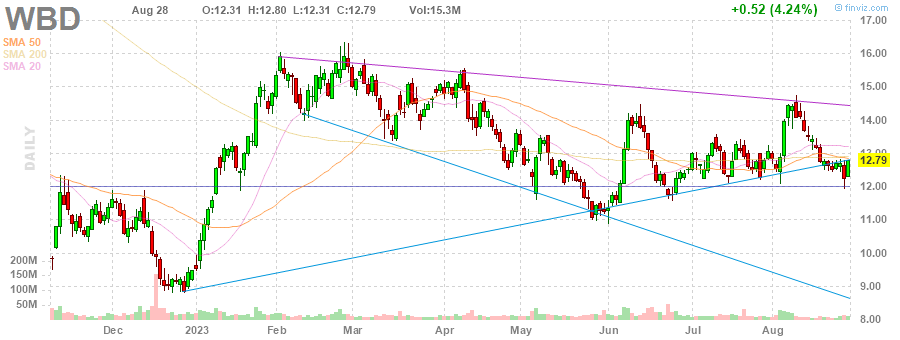 WBD
Aug 28 O:12.31 H:12.80 L:12.31 C:12.79 Vol:15.3M +0.52 (4.24%)
© finviz.com
SMA 50
SMA 200
SMA 20
DAILY
17.00
16.00
15.00
14.00
13.00
12.79
12.00
11.00
10.00
9.00
8.00
200M
150M
100M
50M
Dec 2023 Feb Mar Apr May Jun Jul Aug